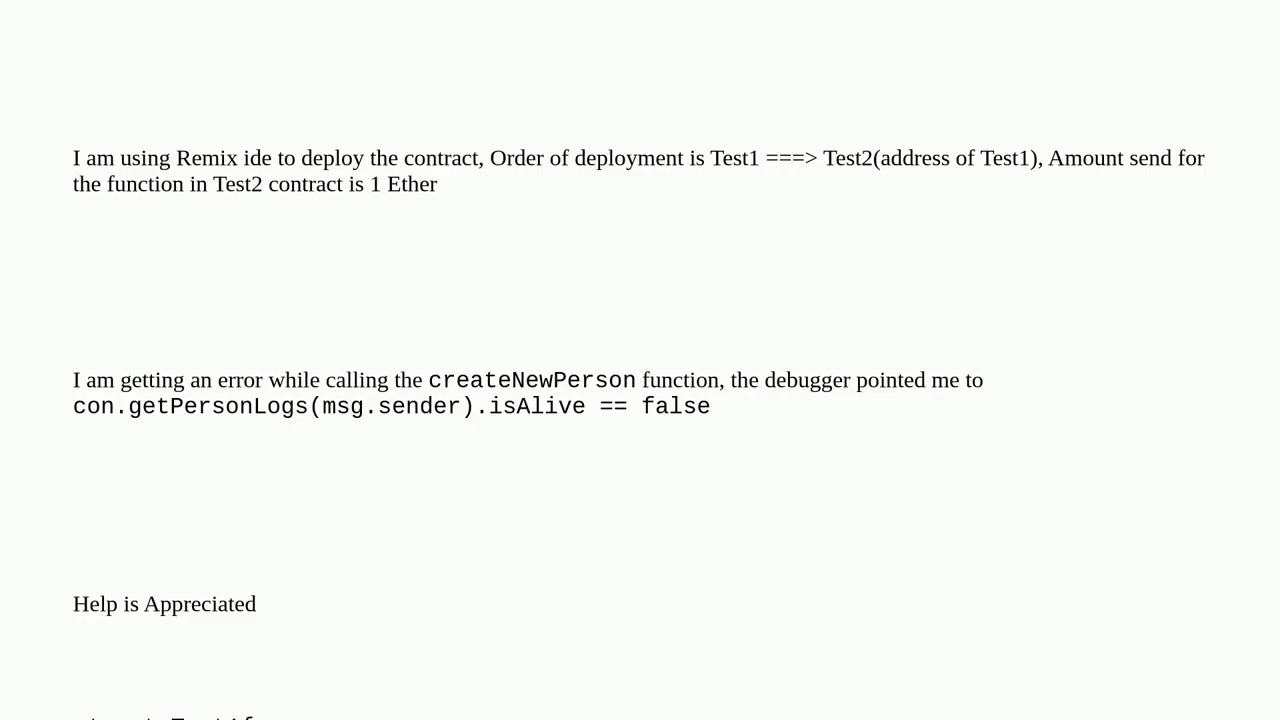 I am using Remix ide to deploy the contract, Order of deployment is Test1 ===> Test2(address of Test1), Amount send for
the function in Test2 contract is 1 Ether
I am getting an error while calling the createNewPerson function, the debugger pointed me to
con.getPersonLogs(msg.sender).isAlive == false
Help is Appreciated